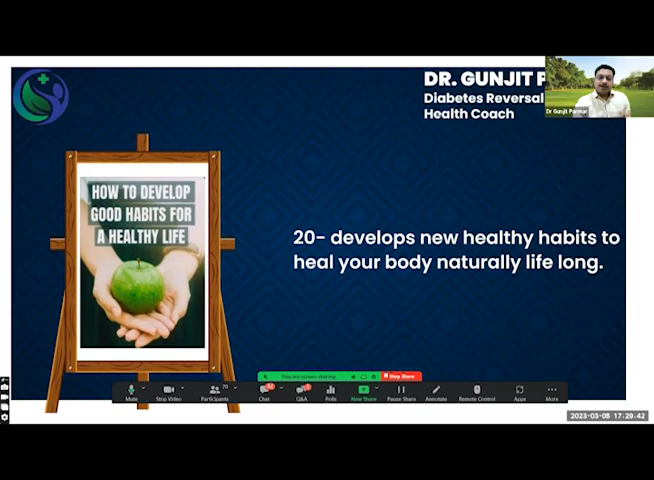 DR. GUNJIT P
Diabetes Reversal
Health Coach
Dr Gunjit Parmar
HOW TO DEVELOP
GOOD HABITS FOR
A HEALTHY LIFE
20- develops new healthy habits to
heal your body naturally life long.
You are screen sharing
Stop Share
Mute
Stop Video
Participants
Chat
Q&A
Polls
New Share
Pause Share
Annotate
Remote Control
Apps
More
2023-03-08 17:29:42